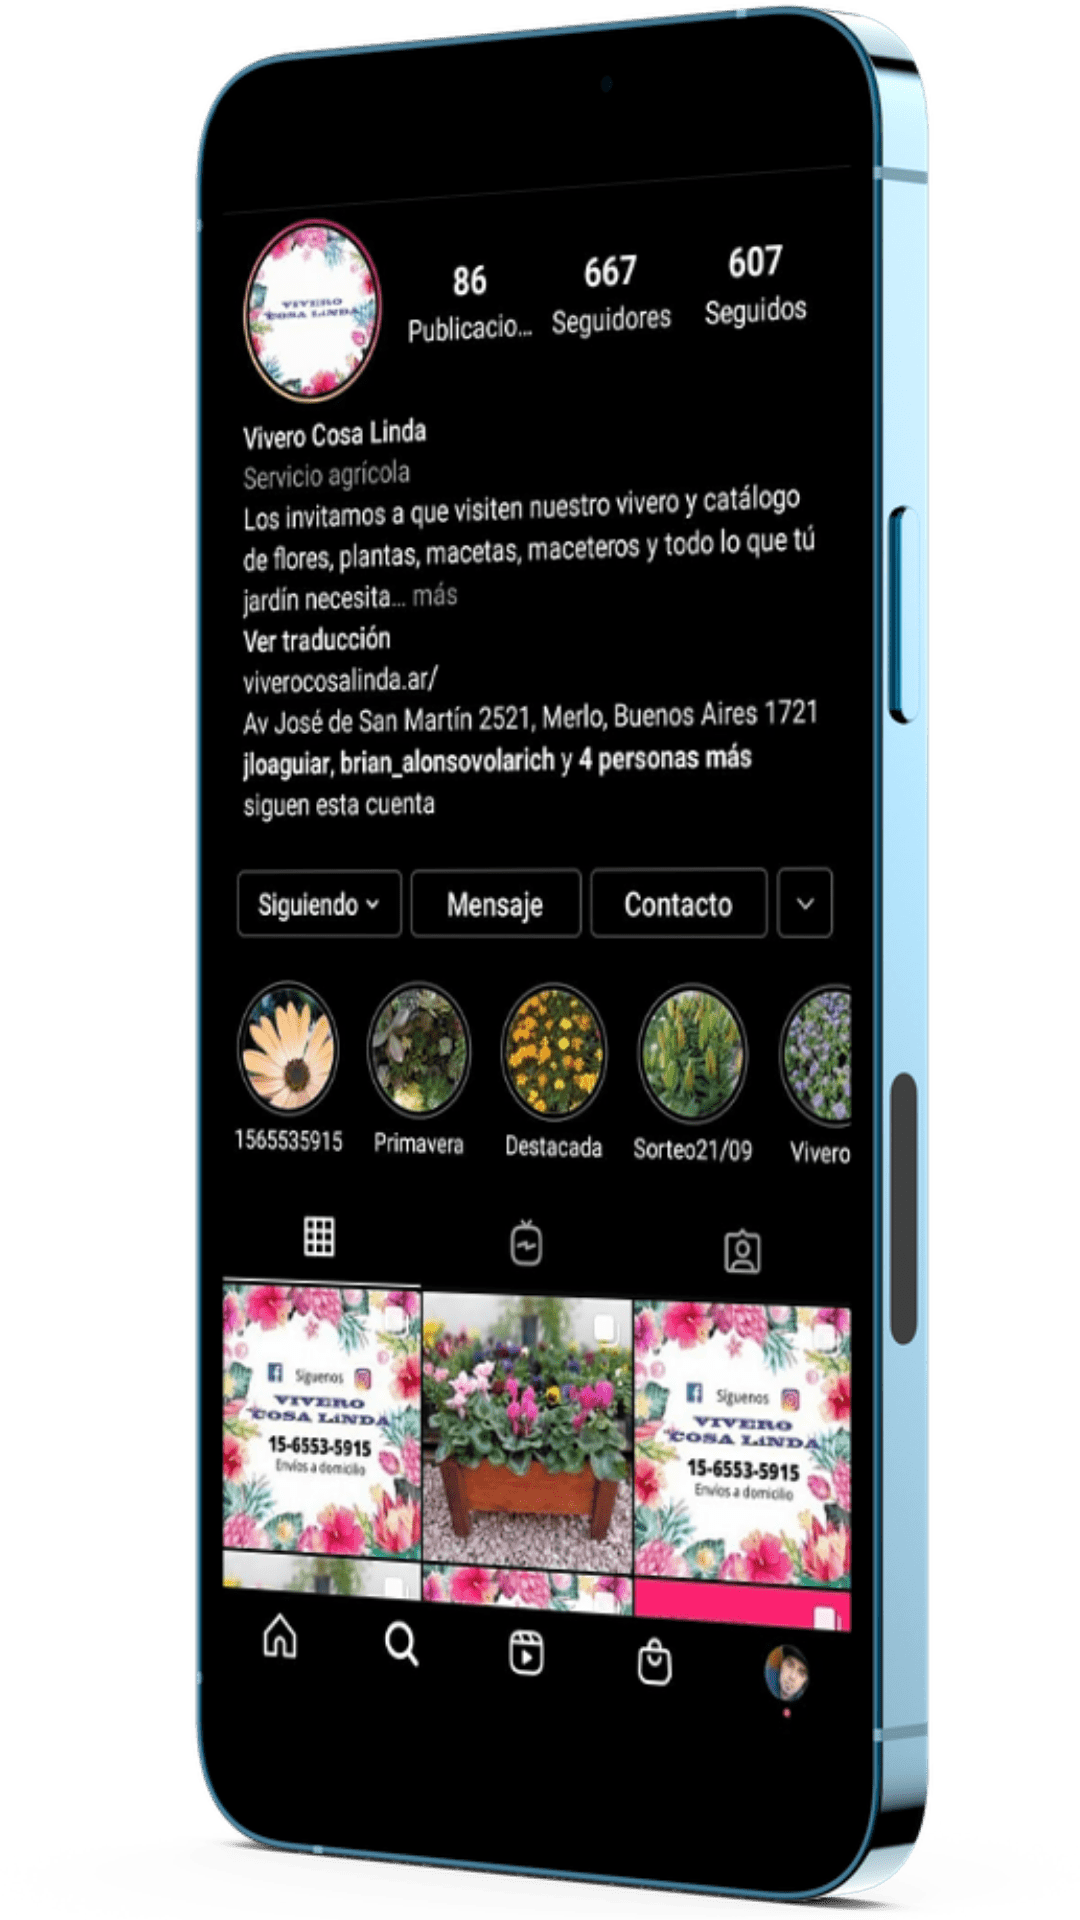 VIVERO
COSA LINDA
86
667
607
Publicacio...
Seguidores
Seguidos
Vivero Cosa Linda
Servicio agrícola
Los invitamos a que visiten nuestro vivero y catálogo
de flores, plantas, macetas, maceteros y todo lo que tú
jardín necesita... más
Ver traducción
viverocosalinda.ar/
Av José de San Martín 2521, Merlo, Buenos Aires 1721
jloaguiar, brian_alonsovolarich y 4 personas más
siguen esta cuenta
Siguiendo
Mensaje
Contacto
1565535915
Primavera
Destacada
Sorteo21/09
Vivero
Siguenos
VIVERO
COSA LINDA
15-6553-5915
Envíos a domicilio
Siguenos
VIVERO
COSA LINDA
15-6553-5915
Envíos a domicilio